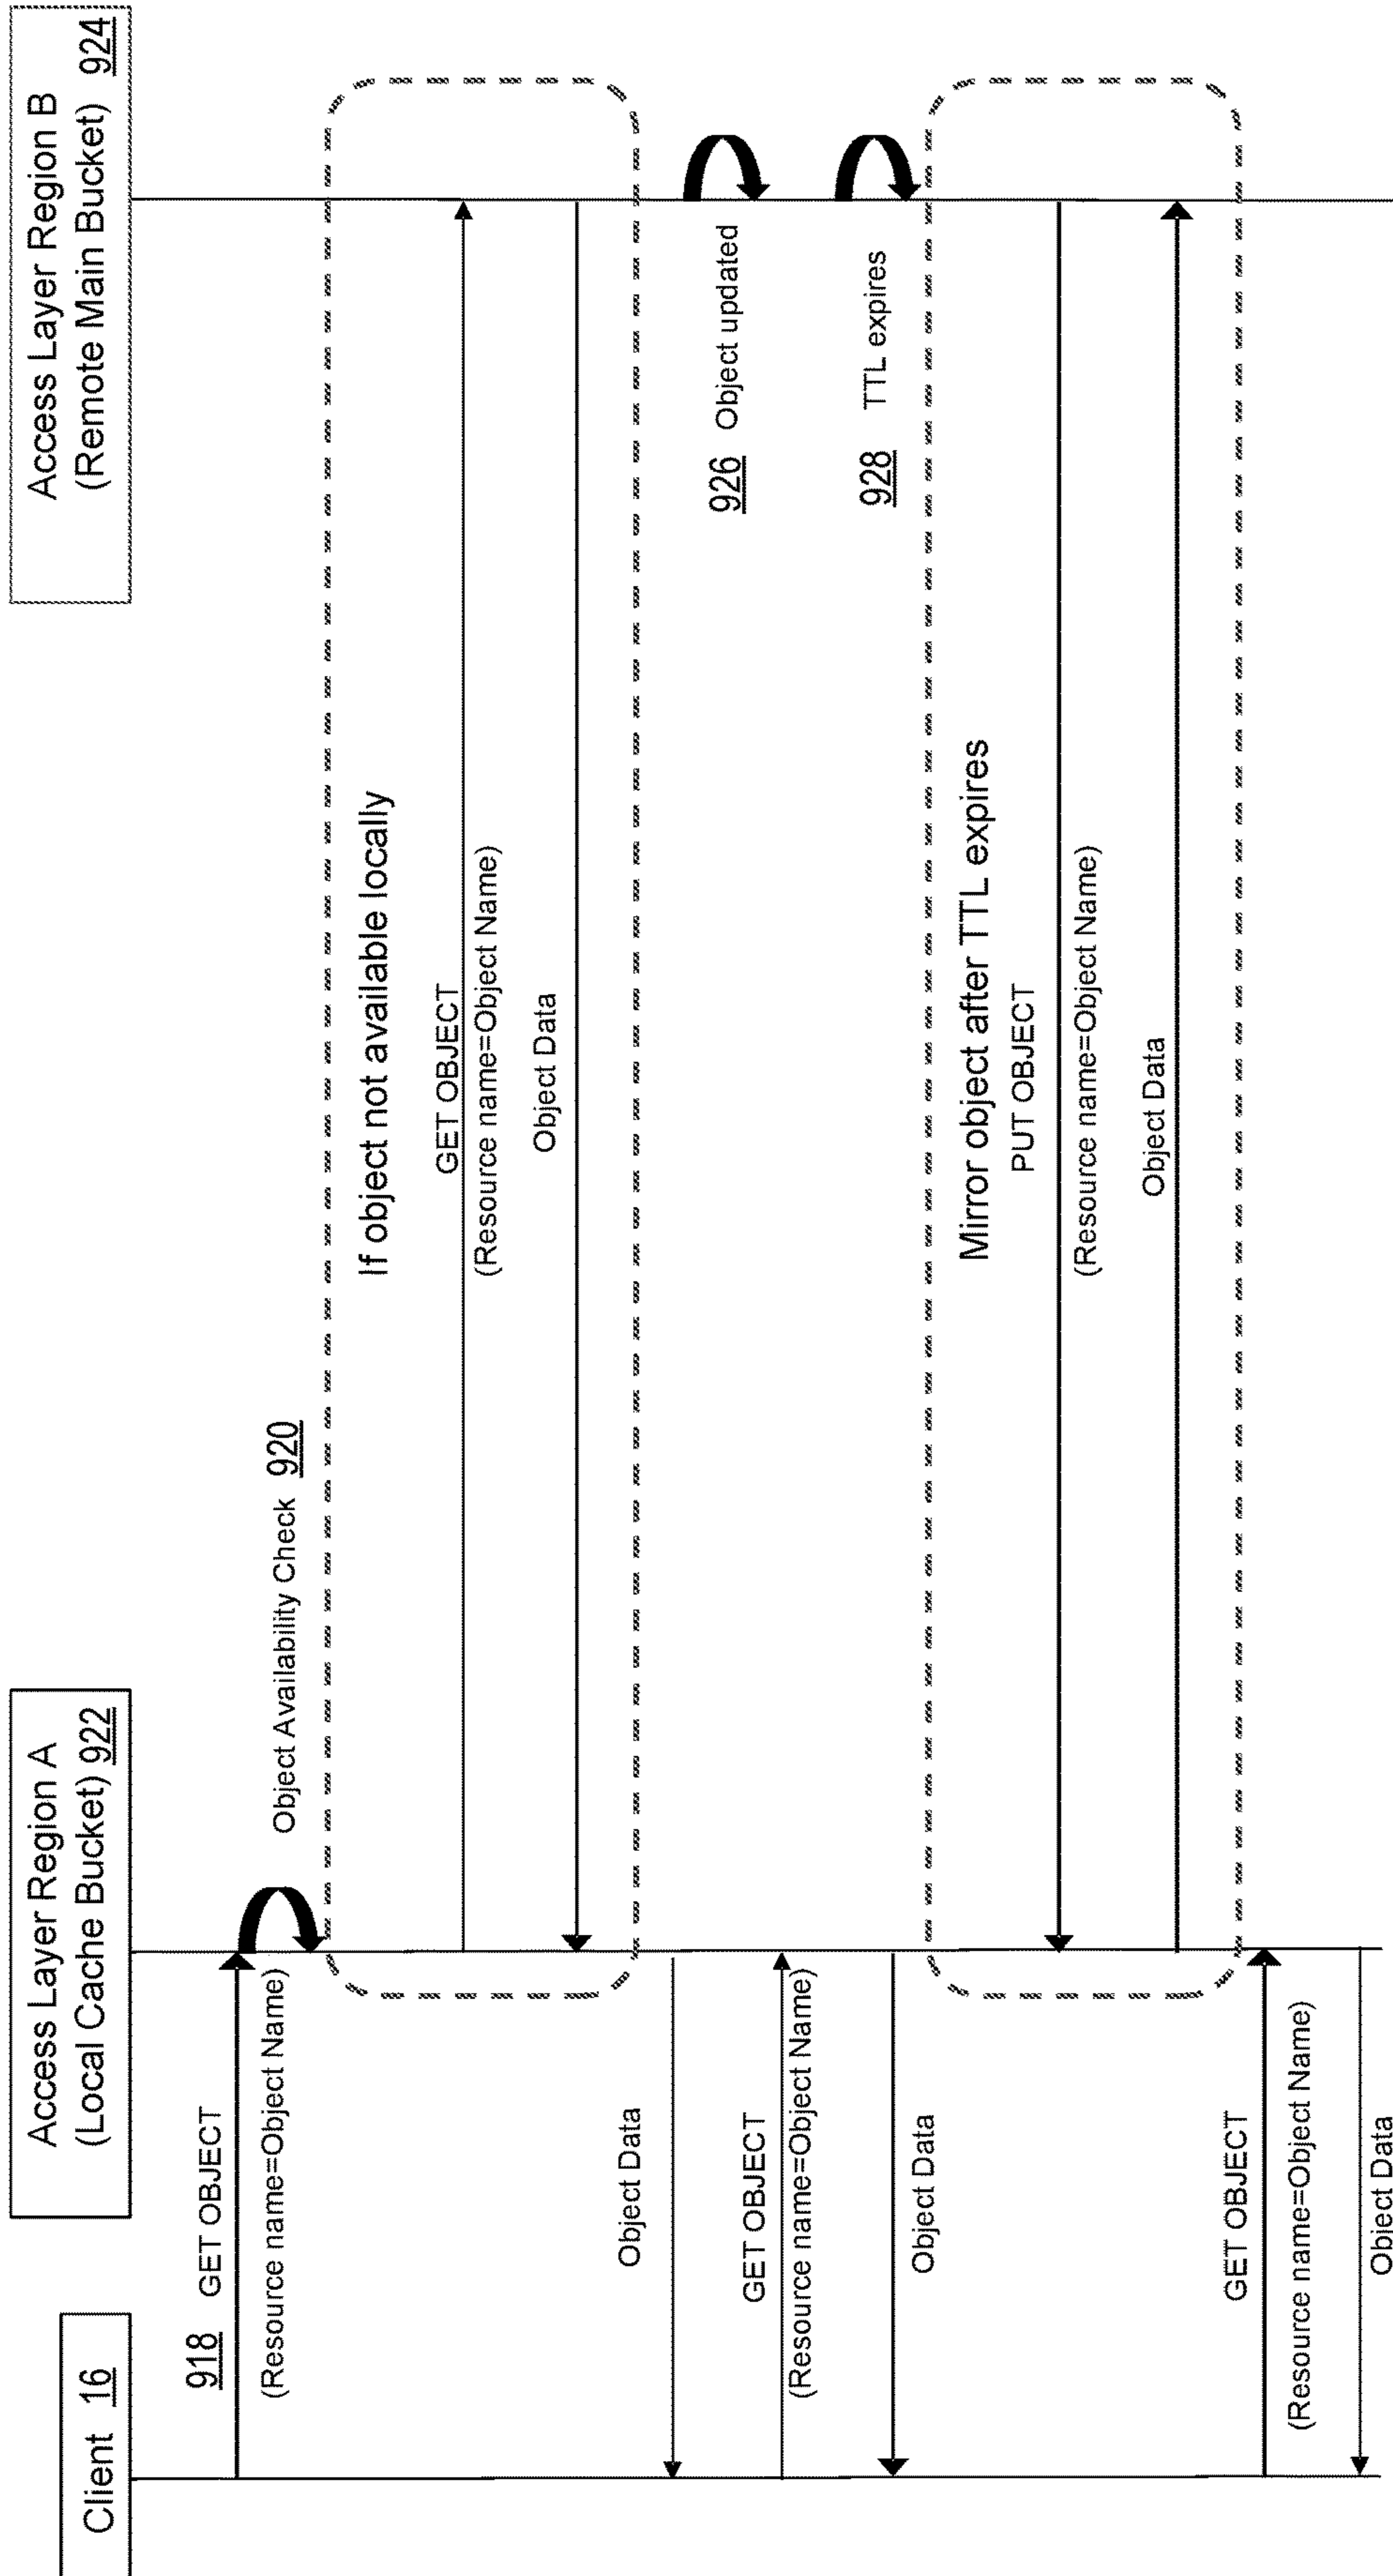 Client 16
Access Layer Region A
(Local Cache Bucket) 922
Access Layer Region B
(Remote Main Bucket) 924
918 GET OBJECT
(Resource name=Object Name)
Object Availability Check 920
If object not available locally
GET OBJECT
(Resource name=Object Name)
Object Data
Object Data
926 Object updated
GET OBJECT
(Resource name=Object Name)
928 TTL expires
Object Data
Mirror object after TTL expires
PUT OBJECT
(Resource name=Object Name)
Object Data
GET OBJECT
(Resource name=Object Name)
Object Data